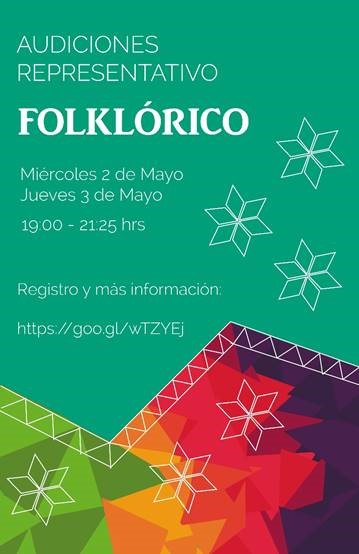 AUDICIONES
REPRESENTATIVO
FOLKLÓRICO
Miércoles 2 de Mayo
Jueves 3 de Mayo
19:00 - 21:25 hrs
Registro y más información:
https://goo.gl/wTZYEj